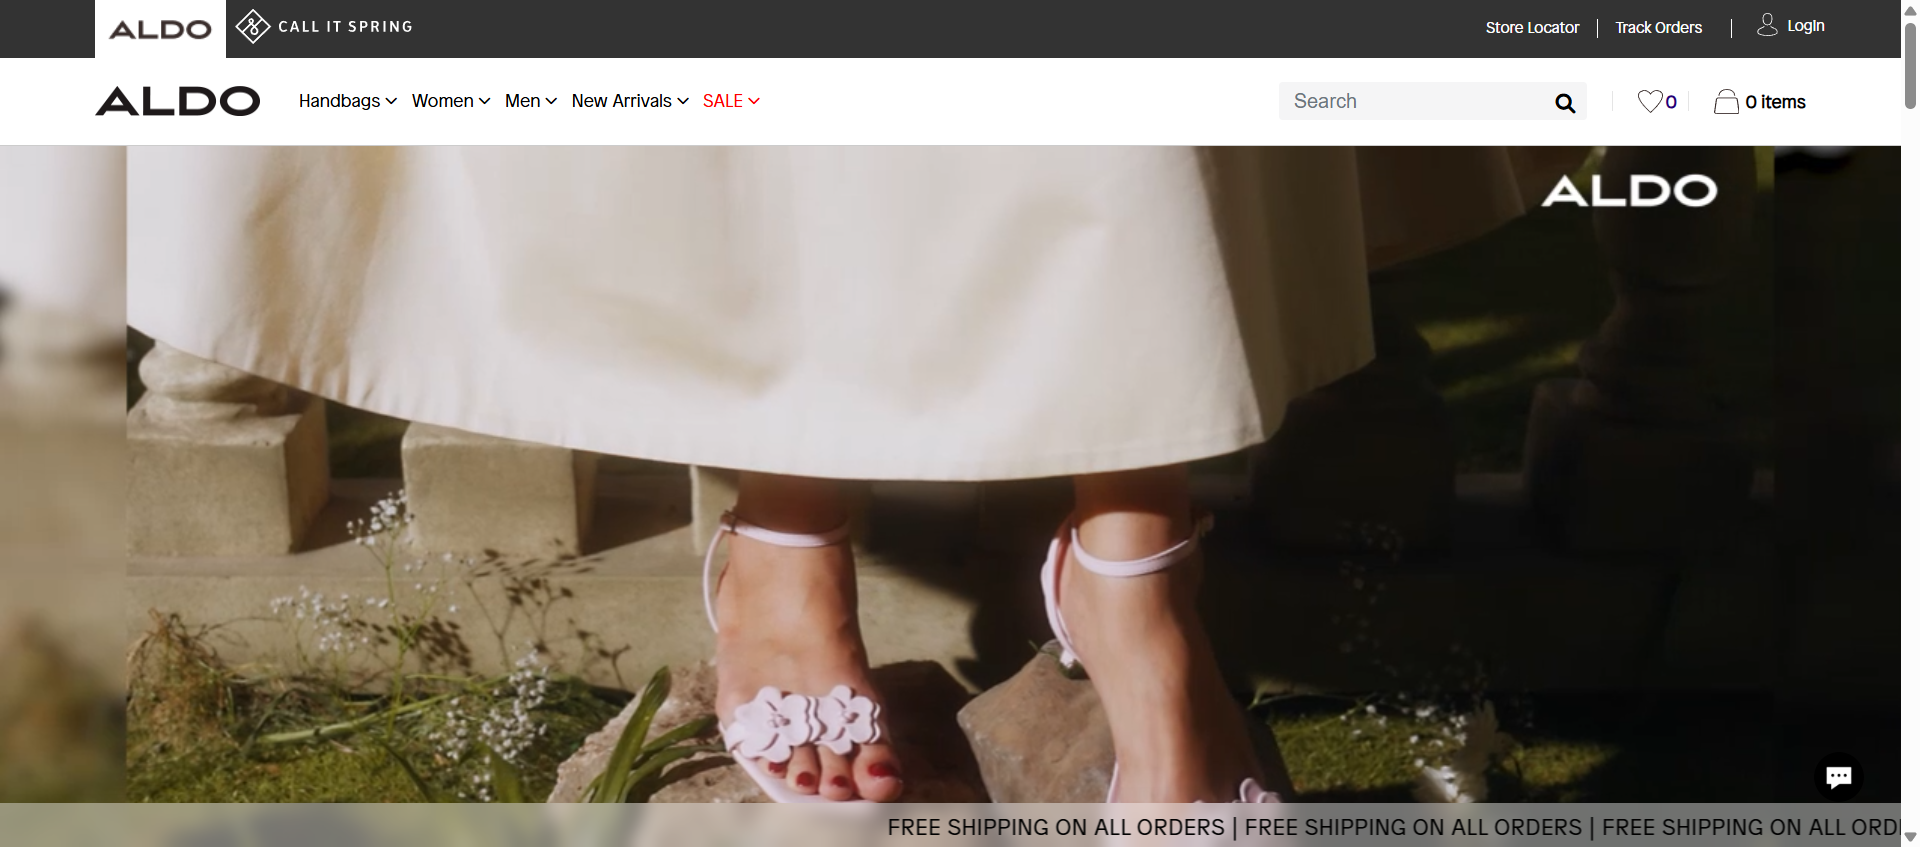 ALDO CALL IT SPRING Store Locator | Track Orders | Login
ALDO Handbags Women Men New Arrivals SALE Search 0 0 items
ALDO
FREE SHIPPING ON ALL ORDERS | FREE SHIPPING ON ALL ORDERS | FREE SHIPPING ON ALL ORD